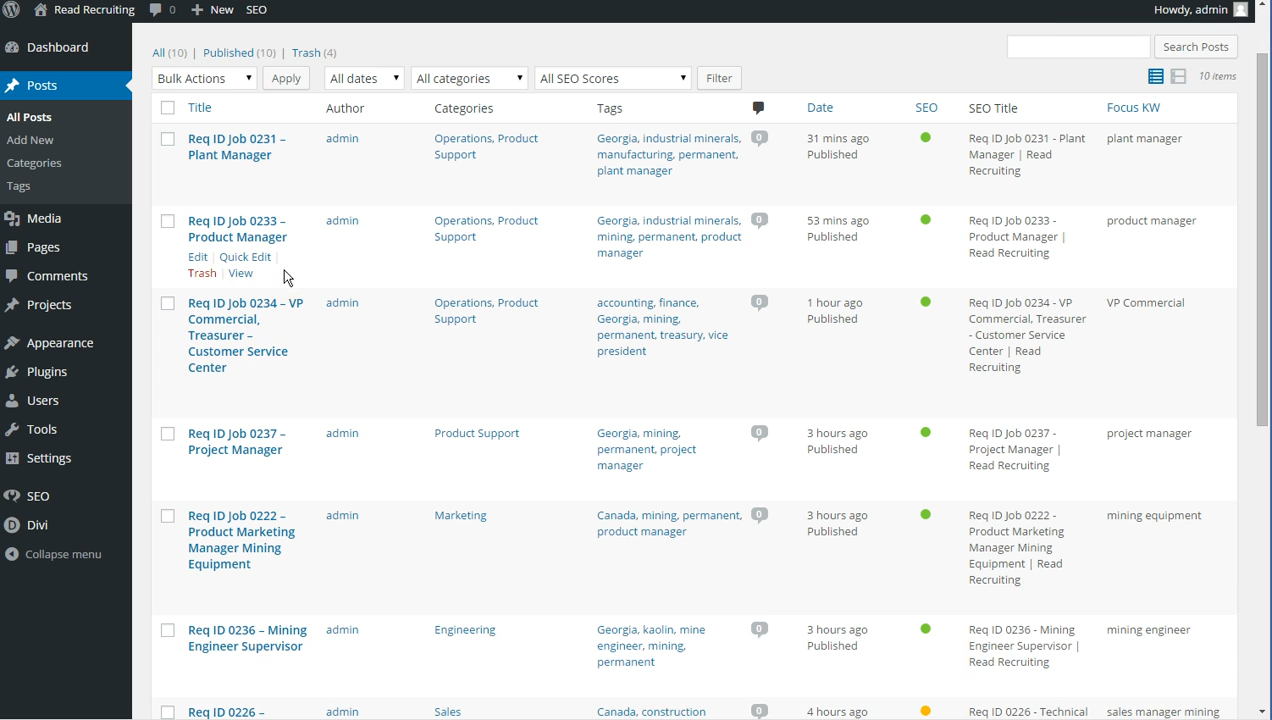 Read Recruiting 0 New SEO Howdy, admin
Dashboard
Posts
All Posts
Add New
Categories
Tags
Media
Pages
Comments
Projects
Appearance
Plugins
Users
Tools
Settings
SEO
Divi
Collapse menu
All (10) | Published (10) | Trash (4)
Search Posts
Bulk Actions Apply All dates All categories All SEO Scores Filter 10 items
Title Author Categories Tags Date SEO SEO Title Focus KW
Req ID Job 0231 – admin Operations, Product Georgia, industrial minerals, 0 31 mins ago Req ID Job 0231 - Plant plant manager
Plant Manager Support manufacturing, permanent, Published Manager | Read
plant manager Recruiting
Req ID Job 0233 – admin Operations, Product Georgia, industrial minerals, 0 53 mins ago Req ID Job 0233 - product manager
Product Manager Support mining, permanent, product Published Product Manager |
manager Read Recruiting
Edit | Quick Edit |
Trash | View
Req ID Job 0234 – VP admin Operations, Product accounting, finance, 0 1 hour ago Req ID Job 0234 - VP VP Commercial
Commercial, Support Georgia, mining, Published Commercial, Treasurer
Treasurer – permanent, treasury, vice - Customer Service
Customer Service president Center | Read
Center Recruiting
Req ID Job 0237 – admin Product Support Georgia, mining, 0 3 hours ago Req ID Job 0237 - project manager
Project Manager permanent, project Published Project Manager |
manager Read Recruiting
Req ID Job 0222 – admin Marketing Canada, mining, permanent, 0 3 hours ago Req ID Job 0222 - mining equipment
Product Marketing product manager Published Product Marketing
Manager Mining Manager Mining
Equipment Equipment | Read
Recruiting
Req ID 0236 – Mining admin Engineering Georgia, kaolin, mine 0 3 hours ago Req ID 0236 - Mining mining engineer
Engineer Supervisor engineer, mining, Published Engineer Supervisor |
permanent Read Recruiting
Req ID 0226 – admin Sales Canada, construction 0 4 hours ago Req ID 0226 - Technical sales manager mining